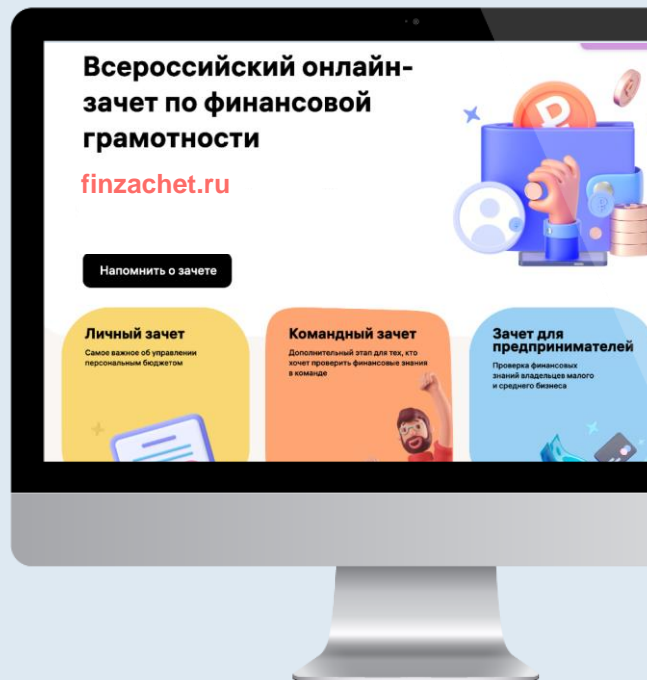 Всероссийский онлайн-
зачет по финансовой
грамотности
finzachet.ru
Напомнить о зачете
Личный зачет
Самое важное об управлении
персональным бюджетом
Командный зачет
Дополнительный этап для тех, кто
хочет проверить финансовые знания
в команде
Зачет для
предпринимателей
Проверка финансовых
знаний владельцев малого
и среднего бизнеса